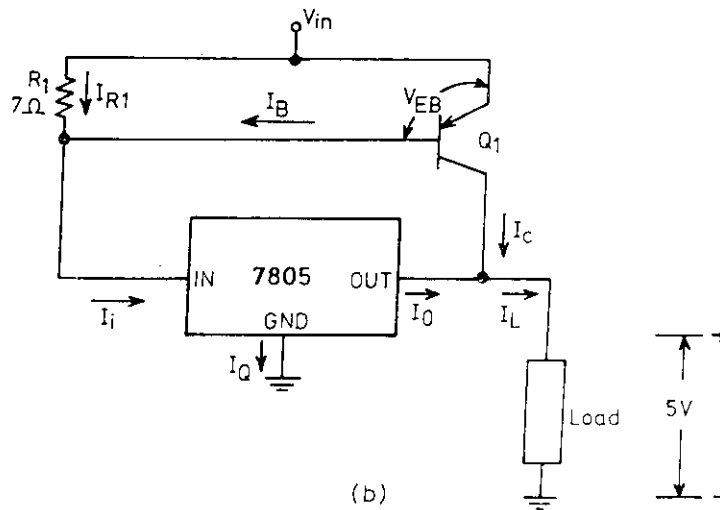 Vin
R1
7Ω
IR1
IB
VEB
Q1
IC
IN
7805
OUT
GND
Ii
IO
IL
IQ
Load
5V
(b)